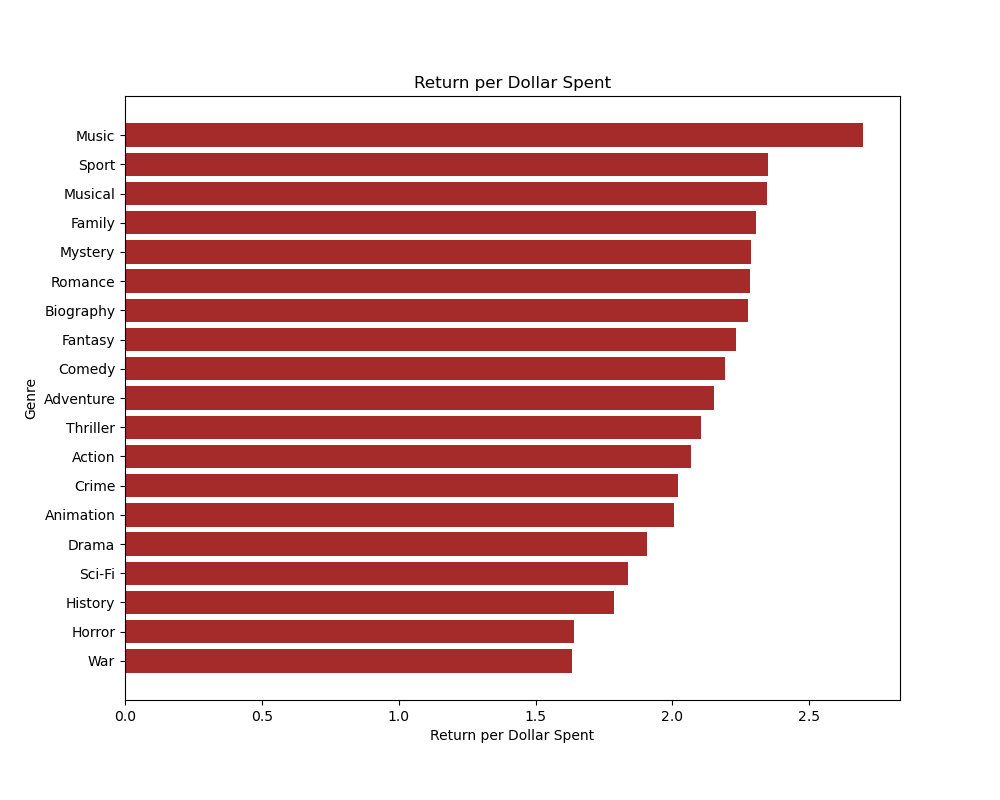 Return per Dollar Spent
Genre
Music
Sport
Musical
Family
Mystery
Romance
Biography
Fantasy
Comedy
Adventure
Thriller
Action
Crime
Animation
Drama
Sci-Fi
History
Horror
War
0.0 0.5 1.0 1.5 2.0 2.5
Return per Dollar Spent